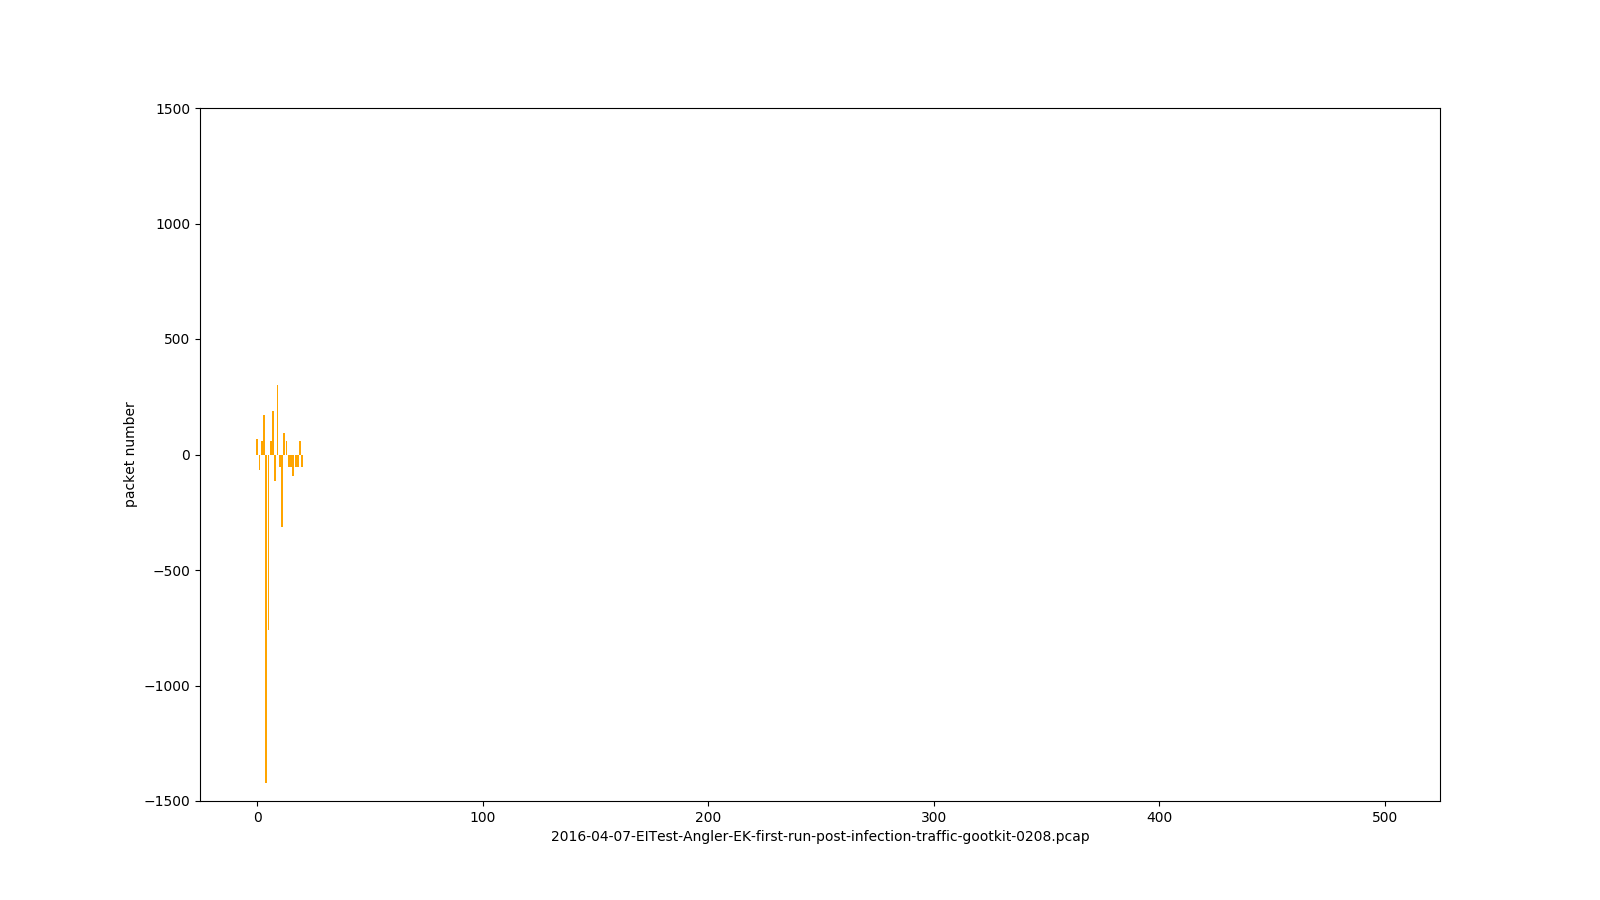 1500
1000
500
0
−500
−1000
−1500
packet number
0 100 200 300 400 500
2016-04-07-EITest-Angler-EK-first-run-post-infection-traffic-gootkit-0208.pcap